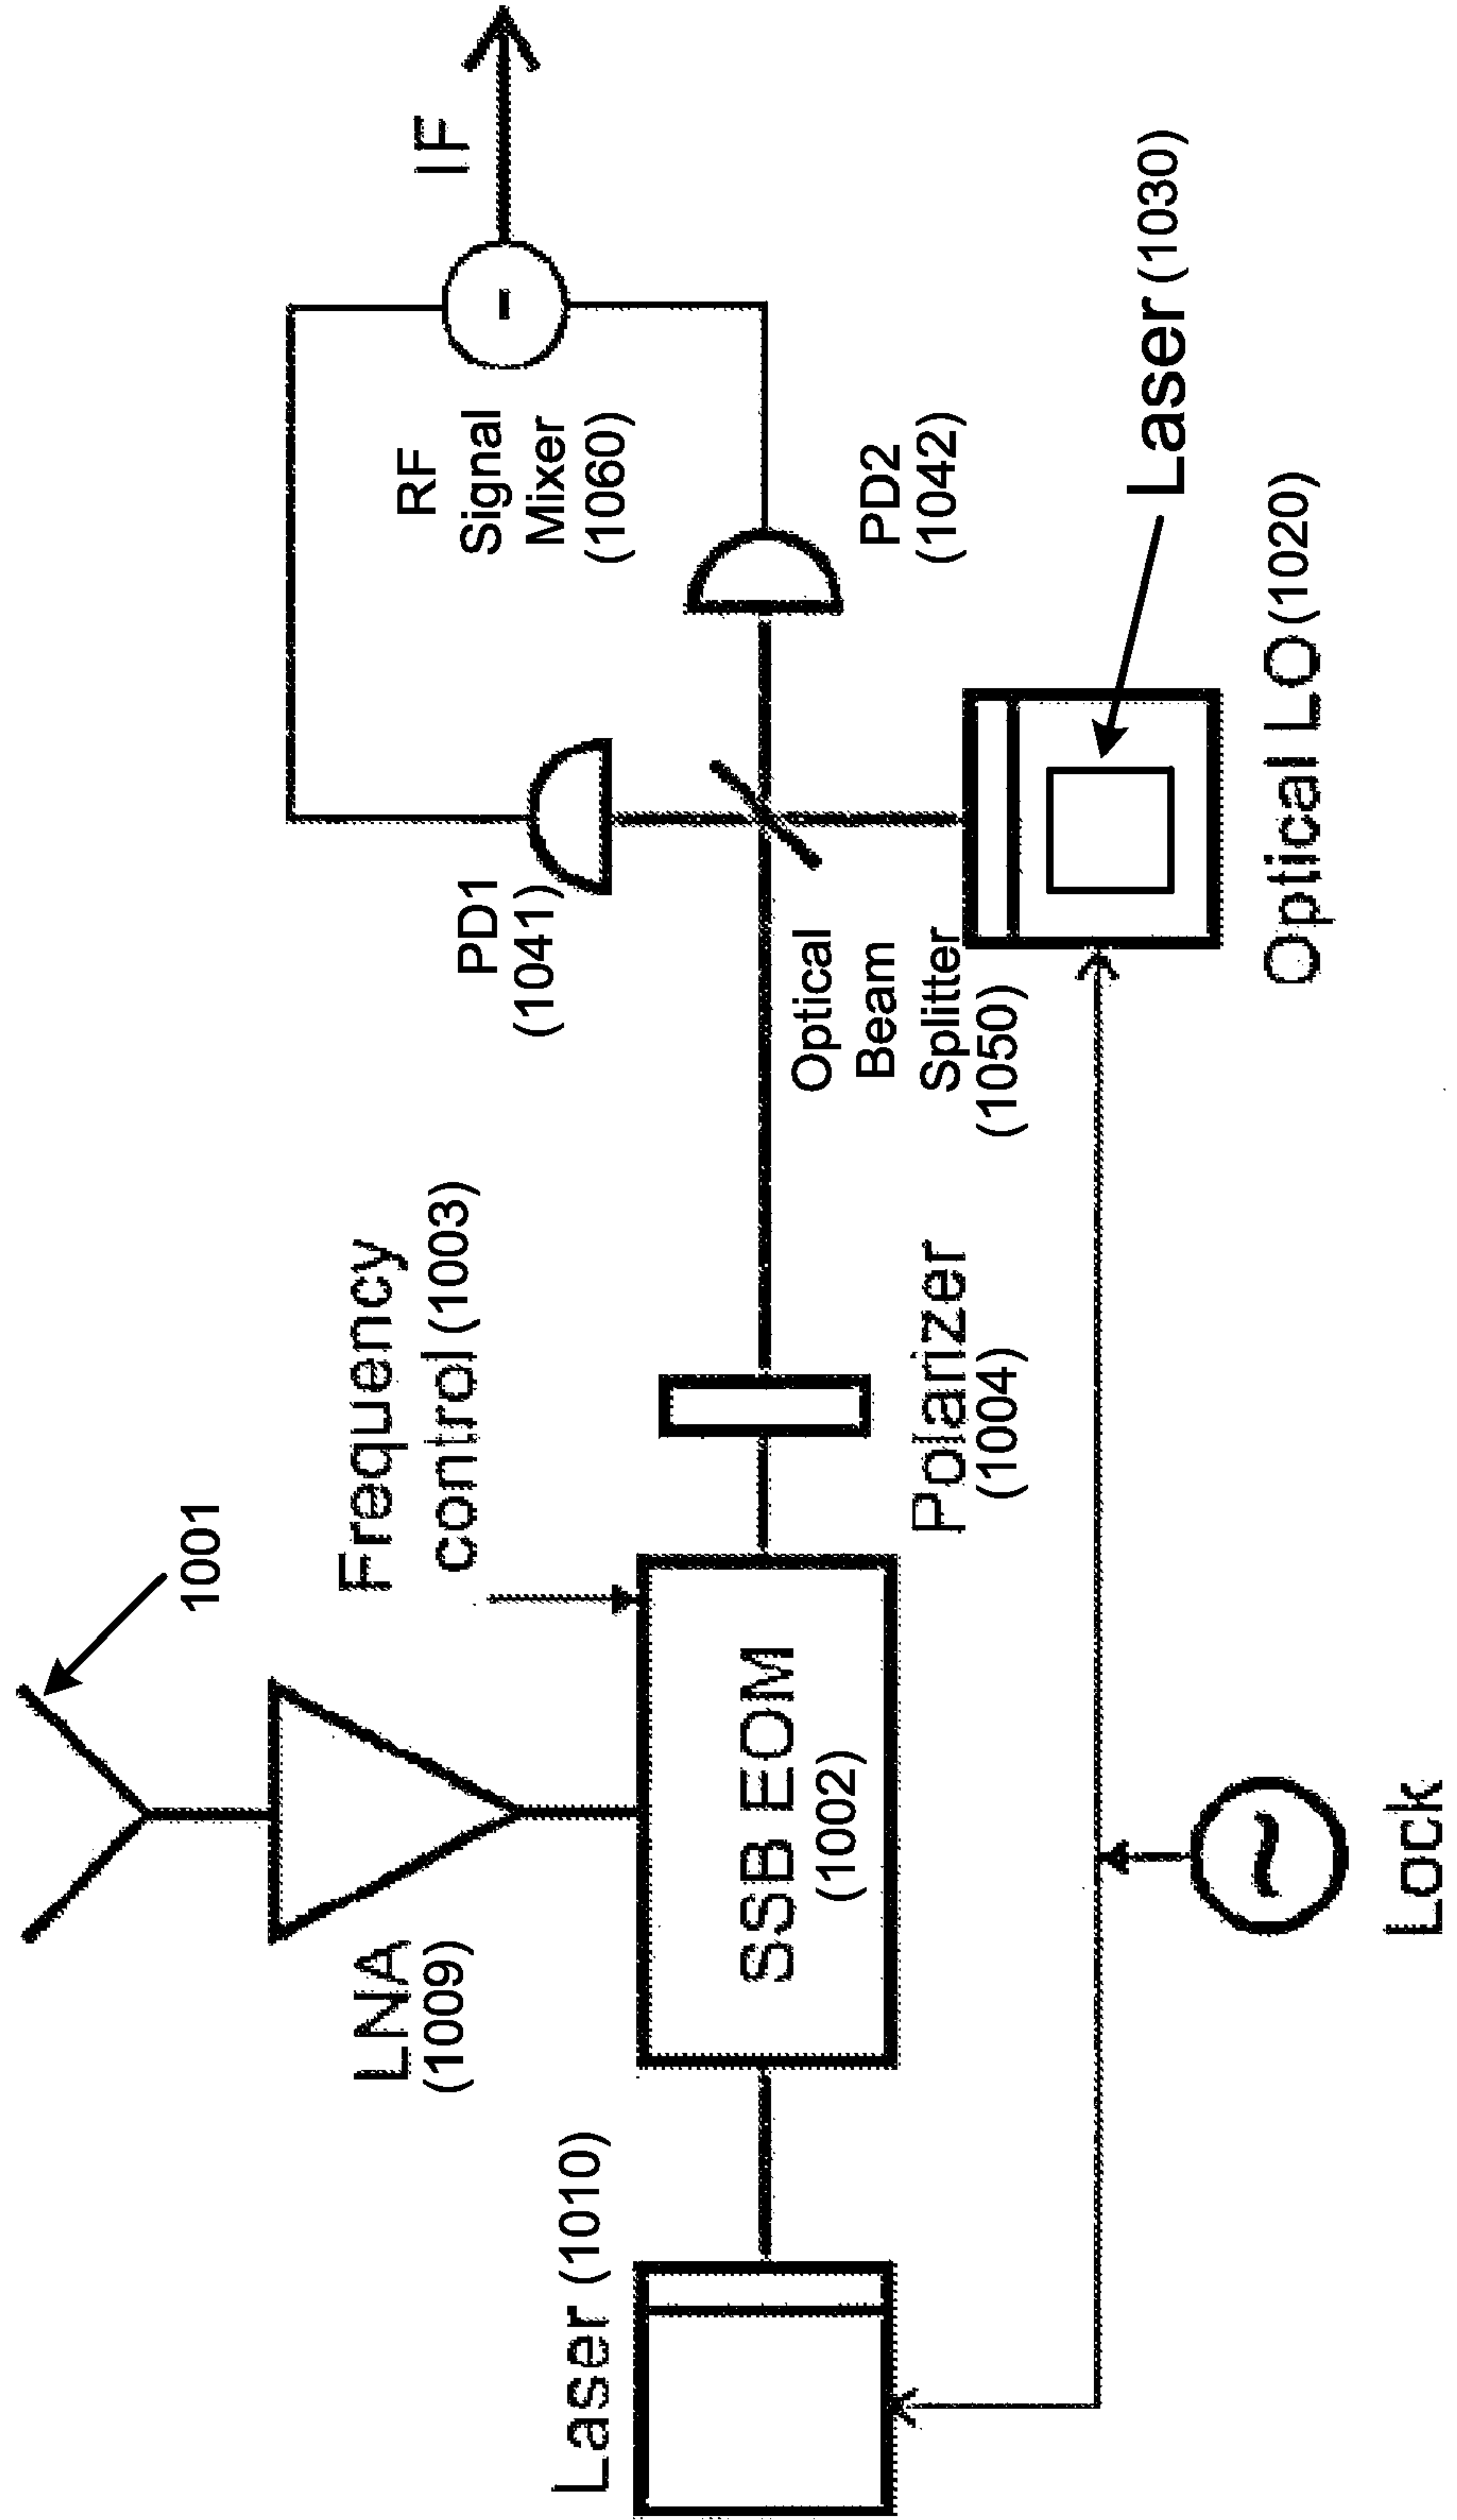 1001
LNA
(1009)
Frequency
control (1003)
Laser (1010)
SSB EOM
(1002)
Polarizer
(1004)
PD1
(1041)
Optical
Beam
Splitter
(1050)
RF
Signal
Mixer
(1060)
-
IF
PD2
(1042)
Laser (1030)
Optical LO (1020)
~
Lock